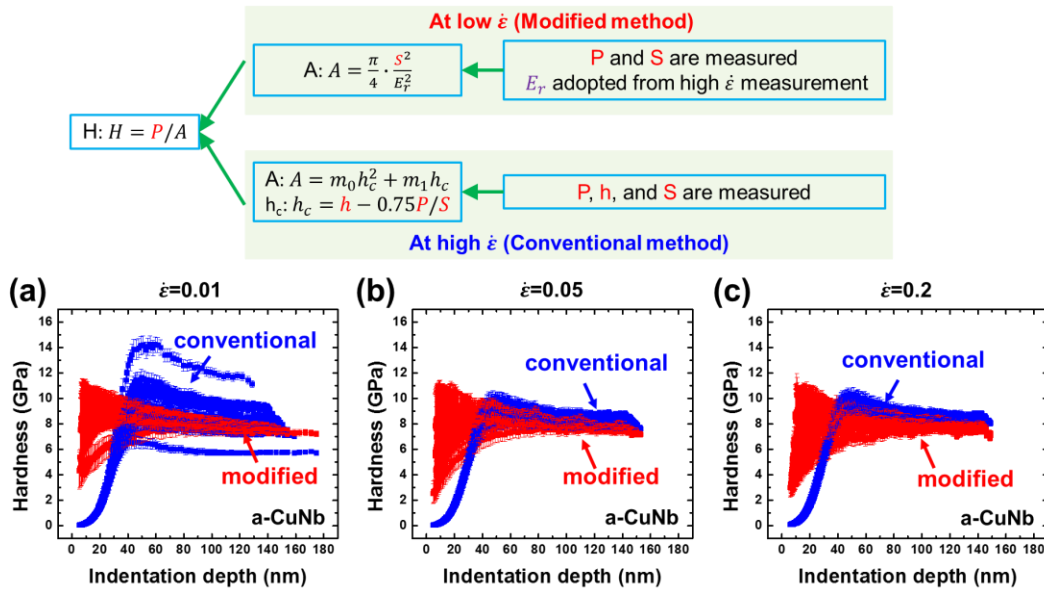 At low ε̇ (Modified method)
A: A = π/4 · S²/E_r²
P and S are measured
E_r adopted from high ε̇ measurement
H: H = P/A
A: A = m₀h_c² + m₁h_c
h_c: h_c = h − 0.75P/S
P, h, and S are measured
At high ε̇ (Conventional method)
(a)
ε̇=0.01
16
14
12
10
8
6
4
2
0
Hardness (GPa)
conventional
modified
a-CuNb
0 20 40 60 80 100 120 140 160 180
Indentation depth (nm)
(b)
ε̇=0.05
16
14
12
10
8
6
4
2
0
Hardness (GPa)
conventional
modified
a-CuNb
0 20 40 60 80 100 120 140 160 180
Indentation depth (nm)
(c)
ε̇=0.2
16
14
12
10
8
6
4
2
0
Hardness (GPa)
conventional
modified
a-CuNb
0 20 40 60 80 100 120 140 160 180
Indentation depth (nm)